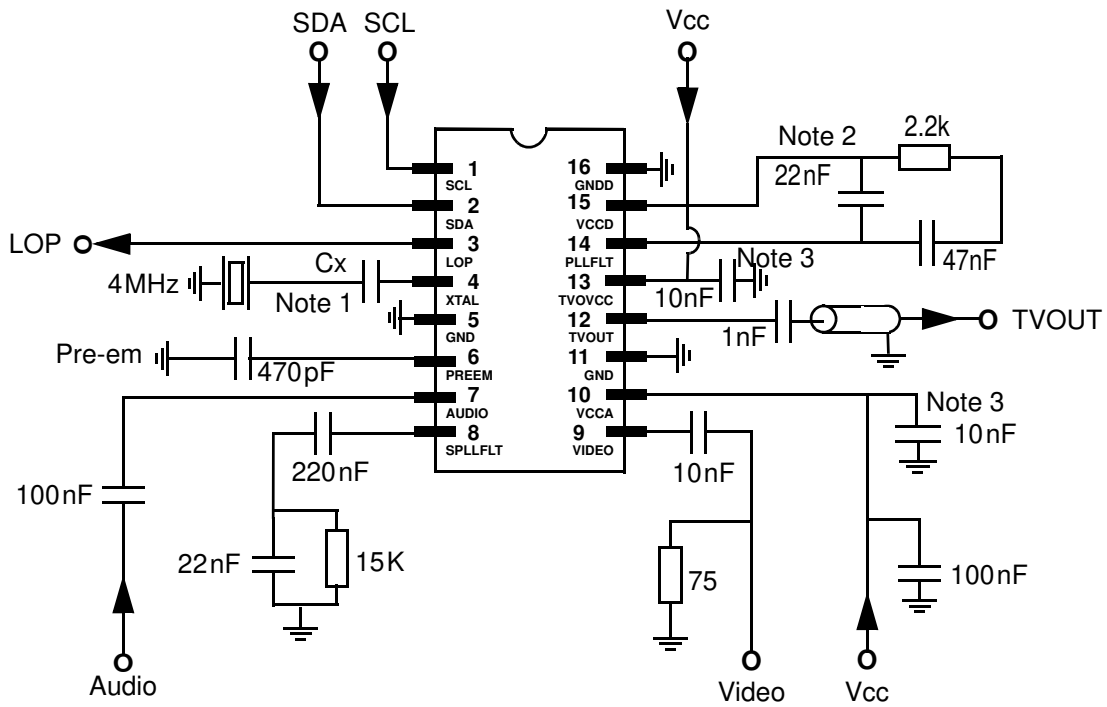 SDA SCL
Vcc
Note 2
2.2k
1
SCL
16
GNDD
22nF
2
SDA
15
VCCD
LOP
3
LOP
14
PLLFLT
47nF
4MHz
Cx
Note 1
4
XTAL
13
TVOVCC
10nF
Note 3
5
GND
12
TVOUT
1nF
TVOUT
Pre-em
470pF
6
PREEM
11
GND
7
AUDIO
10
VCCA
Note 3
10nF
8
SPLLFLT
9
VIDEO
220nF
10nF
100nF
22nF
15K
75
100nF
Audio
Video
Vcc